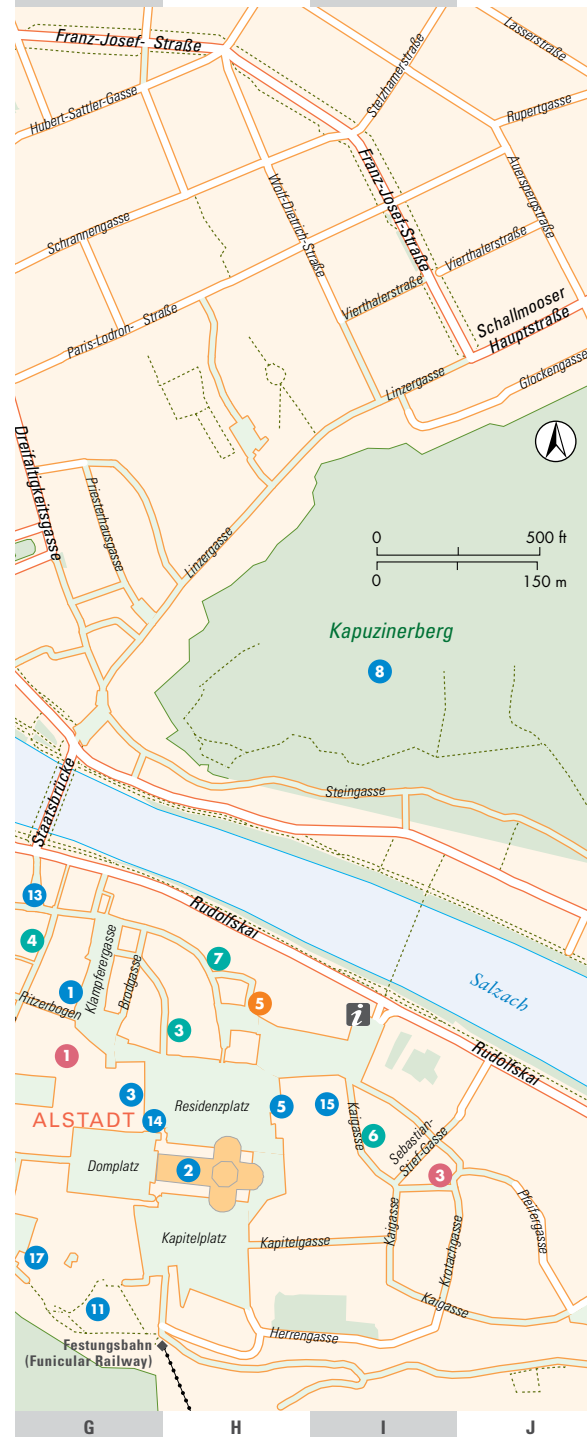 Lasserstraße
Franz-Josef- Straße
Stelzhamerstraße
Hubert-Sattler-Gasse
Rupertgasse
Franz-Josef-Straße
Auerspergstraße
Wolf-Dietrich-Straße
Schrannengasse
Vierthalerstraße
Vierthalerstraße
Schallmooser
Hauptstraße
Paris-Lodron- Straße
Linzergasse
Glockengasse
Dreifaltigkeitsgasse
Priesterhausgasse
Linzergasse
0 500 ft
0 150 m
Kapuzinerberg
8
Steingasse
Staatsbrücke
13
Rudolfskai
4
Klampferergasse
Brodgasse
7
1
Ritzerbogen
5
Salzach
i
3
1
Rudolfskai
3
ALSTADT
14
Residenzplatz
5
15
Kaigasse
6
Sebastian-
Stief-Gasse
Domplatz
2
3
Pfeifergasse
Kapitelplatz
Kapitelgasse
Kaigasse
Krotachgasse
17
11
Kaigasse
Festungsbahn
(Funicular Railway)
Herrengasse
G H I J